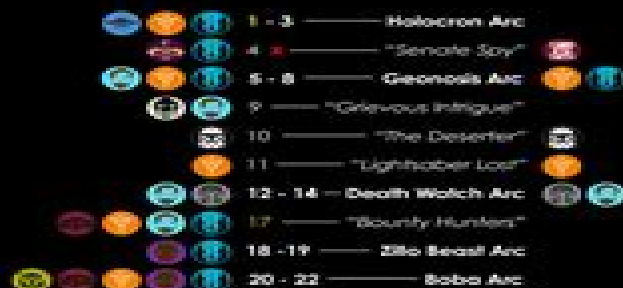 1 - 3 Holocron Arc
4 x "Senate Spy"
5 - 8 Geonosis Arc
9 "Grievous Intrigue"
10 "The Deserter"
11 "Lightsaber Lost"
12 - 14 Death Watch Arc
17 "Bounty Hunters"
18 -19 Zillo Beast Arc
20 - 22 Boba Arc